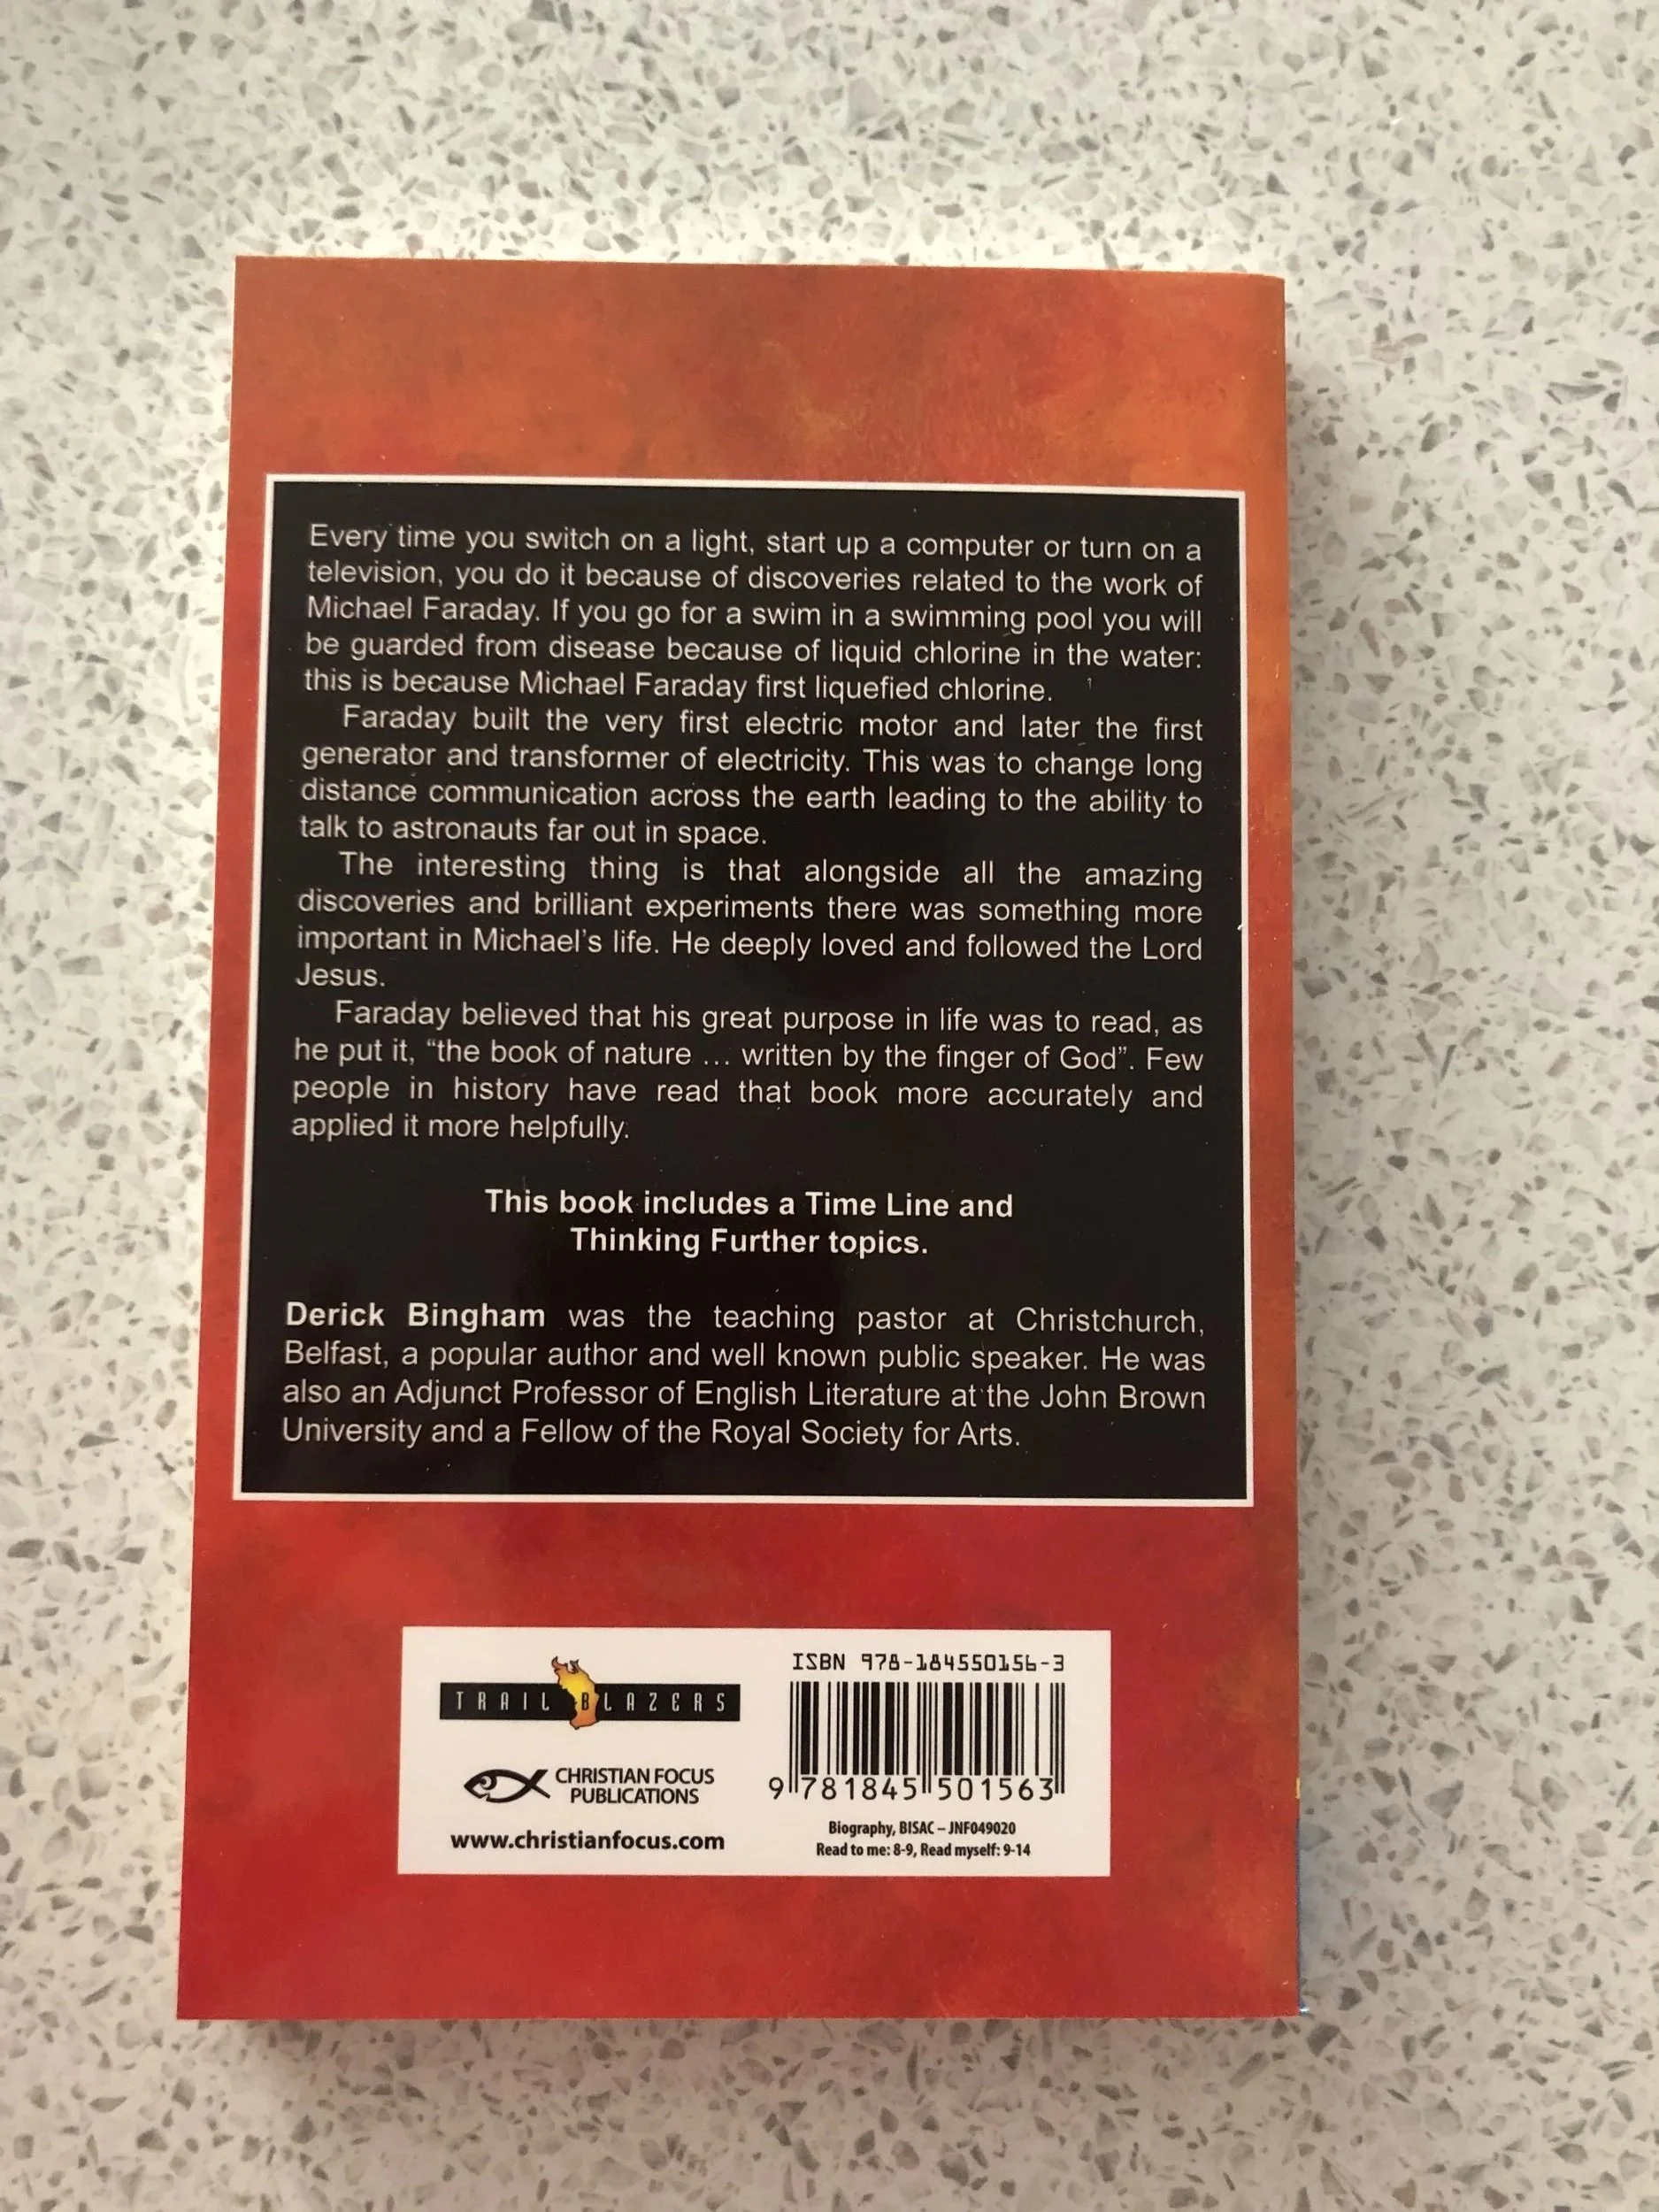 Every time you switch on a light, start up a computer or turn on a
television, you do it because of discoveries related to the work of
Michael Faraday. If you go for a swim in a swimming pool you will
be guarded from disease because of liquid chlorine in the water:
this is because Michael Faraday first liquefied chlorine.
Faraday built the very first electric motor and later the first
generator and transformer of electricity. This was to change long
distance communication across the earth leading to the ability to
talk to astronauts far out in space.
The interesting thing is that alongside all the amazing
discoveries and brilliant experiments there was something more
important in Michael's life. He deeply loved and followed the Lord
Jesus.
Faraday believed that his great purpose in life was to read, as
he put it, “the book of nature ... written by the finger of God”. Few
people in history have read that book more accurately and
applied it more helpfully.
This book includes a Time Line and
Thinking Further topics.
Derick Bingham was the teaching pastor at Christchurch,
Belfast, a popular author and well known public speaker. He was
also an Adjunct Professor of English Literature at the John Brown
University and a Fellow of the Royal Society for Arts.
TRAIL BLAZERS
CHRISTIAN FOCUS
PUBLICATIONS
www.christianfocus.com
ISBN 978-184550156-3
9 781845 501563
Biography, BISAC – JNF049020
Read to me: 8-9, Read myself: 9-14